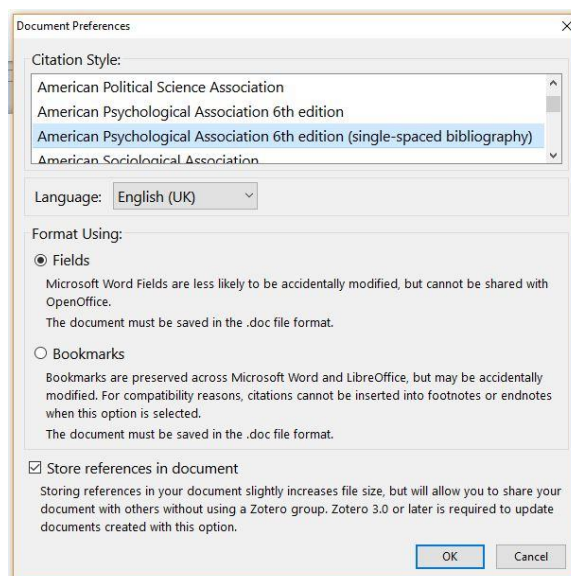 Document Preferences
Citation Style:
American Political Science Association
American Psychological Association 6th edition
American Psychological Association 6th edition (single-spaced bibliography)
American Sociological Association
Language: English (UK)
Format Using:
Fields
Microsoft Word Fields are less likely to be accidentally modified, but cannot be shared with
OpenOffice.
The document must be saved in the .doc file format.
Bookmarks
Bookmarks are preserved across Microsoft Word and LibreOffice, but may be accidentally
modified. For compatibility reasons, citations cannot be inserted into footnotes or endnotes
when this option is selected.
The document must be saved in the .doc file format.
Store references in document
Storing references in your document slightly increases file size, but will allow you to share your
document with others without using a Zotero group. Zotero 3.0 or later is required to update
documents created with this option.
OK Cancel